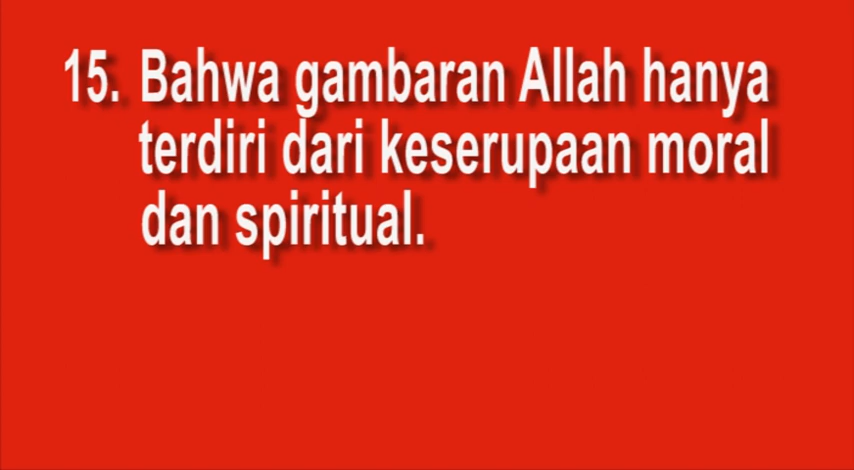 15. Bahwa gambaran Allah hanya
terdiri dari keserupaan moral
dan spiritual.